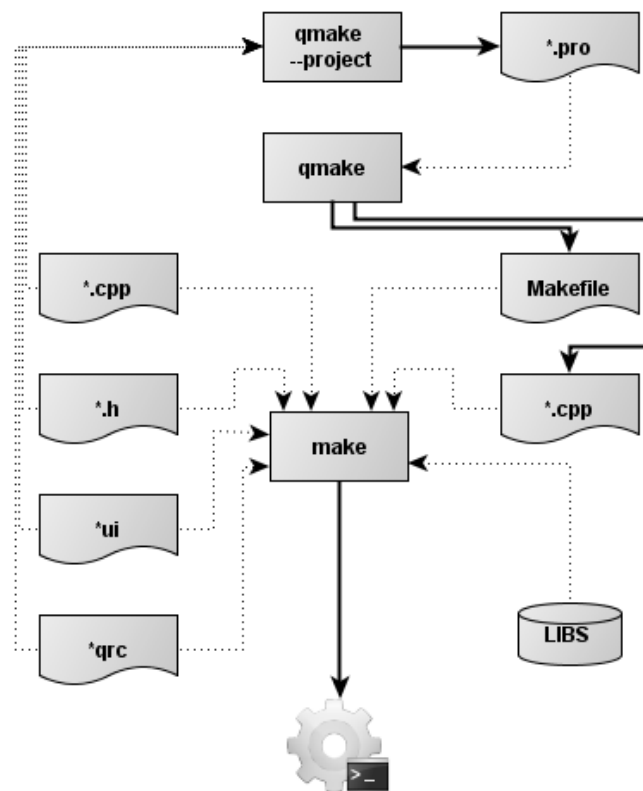 qmake
--project
*.pro
qmake
*.cpp
Makefile
*.h
*.cpp
make
*ui
LIBS
*qrc
>_